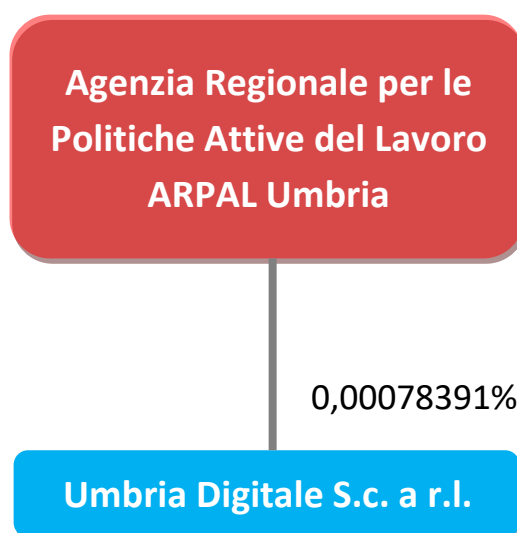 Agenzia Regionale per le
Politiche Attive del Lavoro
ARPAL Umbria
0,00078391%
Umbria Digitale S.c. a r.l.